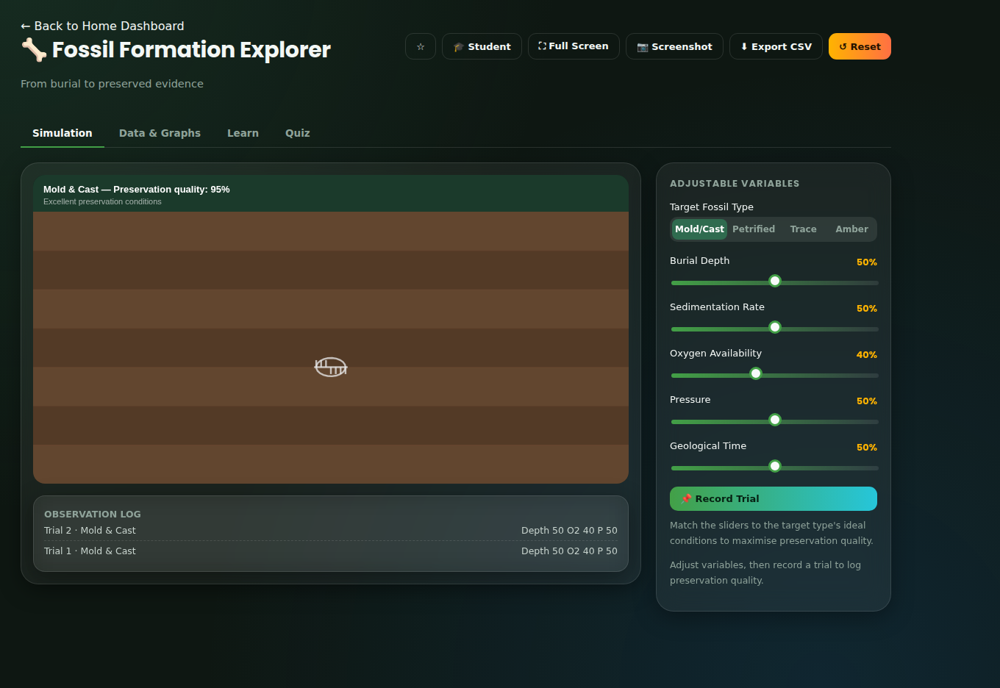 ← Back to Home Dashboard
🦴 Fossil Formation Explorer
☆
🎓 Student
⛶ Full Screen
📷 Screenshot
⬇ Export CSV
↺ Reset
From burial to preserved evidence
Simulation
Data & Graphs
Learn
Quiz
Mold & Cast — Preservation quality: 95%
Excellent preservation conditions
OBSERVATION LOG
Trial 2 · Mold & Cast
Depth 50 O2 40 P 50
Trial 1 · Mold & Cast
Depth 50 O2 40 P 50
ADJUSTABLE VARIABLES
Target Fossil Type
Mold/Cast
Petrified
Trace
Amber
Burial Depth
50%
Sedimentation Rate
50%
Oxygen Availability
40%
Pressure
50%
Geological Time
50%
📌 Record Trial
Match the sliders to the target type's ideal
conditions to maximise preservation quality.
Adjust variables, then record a trial to log
preservation quality.